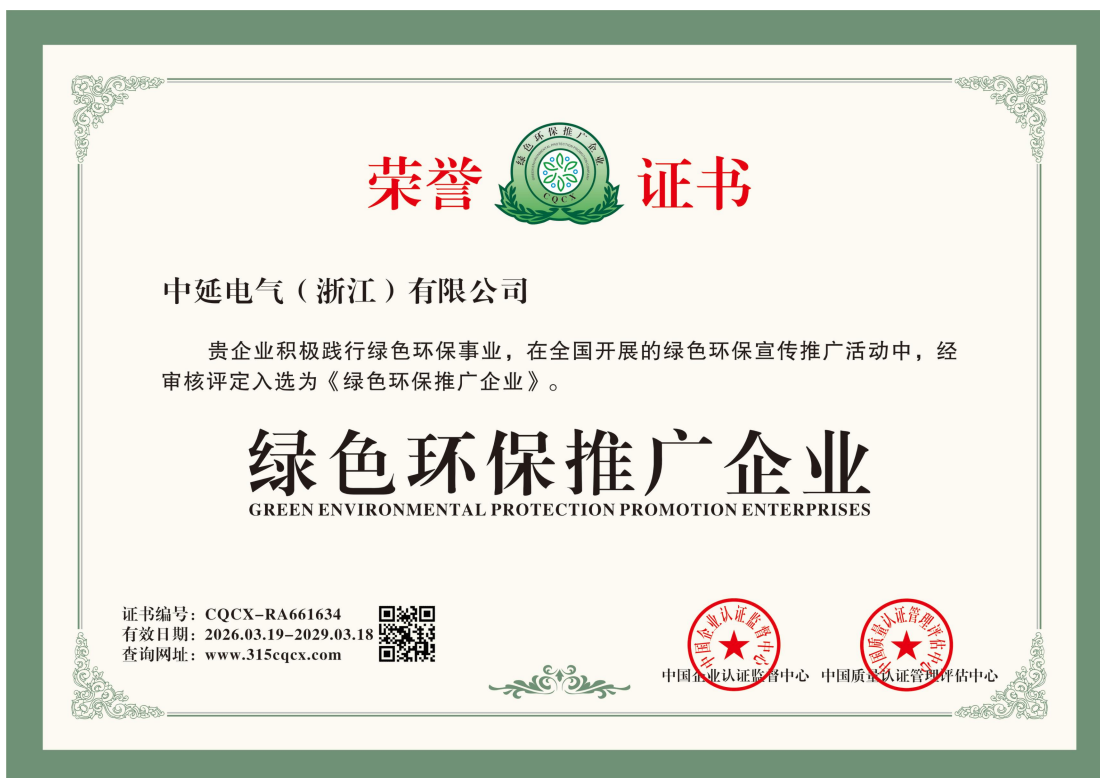 荣誉证书
绿色环保推广企业
CQCX
中延电气（浙江）有限公司
贵企业积极践行绿色环保事业，在全国开展的绿色环保宣传推广活动中，经
审核评定入选为《绿色环保推广企业》。
绿色环保推广企业
GREEN ENVIRONMENTAL PROTECTION PROMOTION ENTERPRISES
证书编号：CQCX-RA661634
有效日期：2026.03.19-2029.03.18
查询网址：www.315cqcx.com
中国企业认证监督中心
中国企业认证监督中心
中国质量认证管理评估中心
中国质量认证管理评估中心